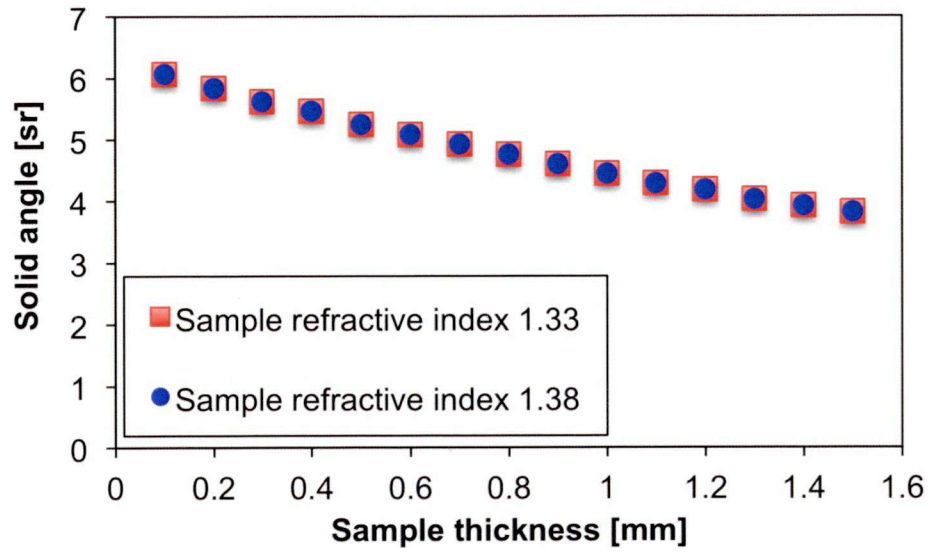 7
6
5
4
3
2
1
0
Solid angle [sr]
Sample refractive index 1.33
Sample refractive index 1.38
0 0.2 0.4 0.6 0.8 1 1.2 1.4 1.6
Sample thickness [mm]